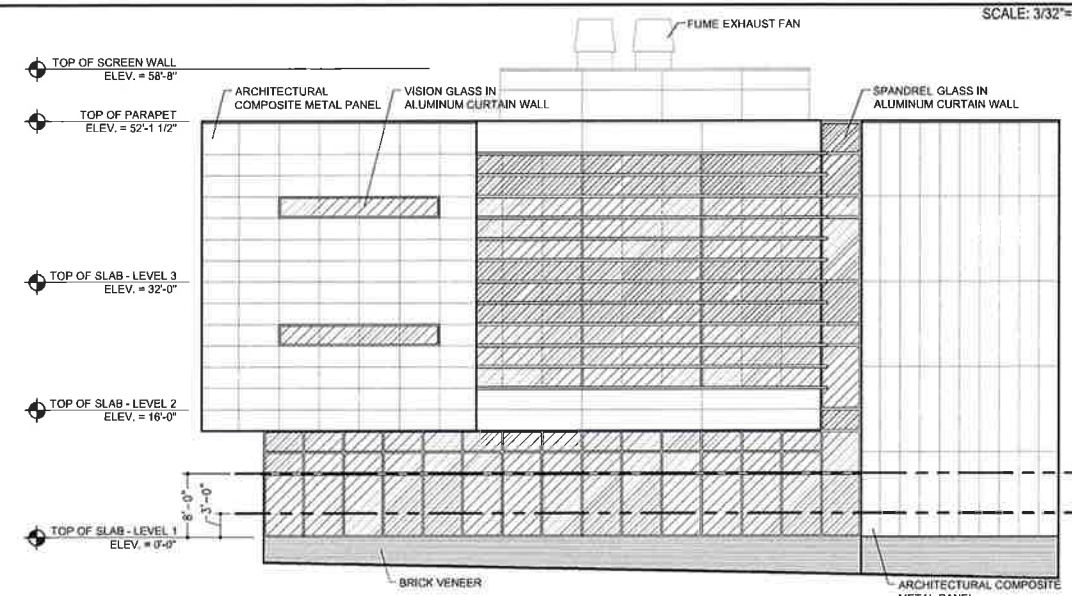 SCALE: 3/32"=
FUME EXHAUST FAN
TOP OF SCREEN WALL
ELEV. = 58'-8"
ARCHITECTURAL
COMPOSITE METAL PANEL
VISION GLASS IN
ALUMINUM CURTAIN WALL
SPANDREL GLASS IN
ALUMINUM CURTAIN WALL
TOP OF PARAPET
ELEV. = 52'-1 1/2"
TOP OF SLAB - LEVEL 3
ELEV. = 32'-0"
TOP OF SLAB - LEVEL 2
ELEV. = 16'-0"
8'-0"
3'-0"
TOP OF SLAB - LEVEL 1
ELEV. = 0'-0"
BRICK VENEER
ARCHITECTURAL COMPOSITE
METAL PANEL